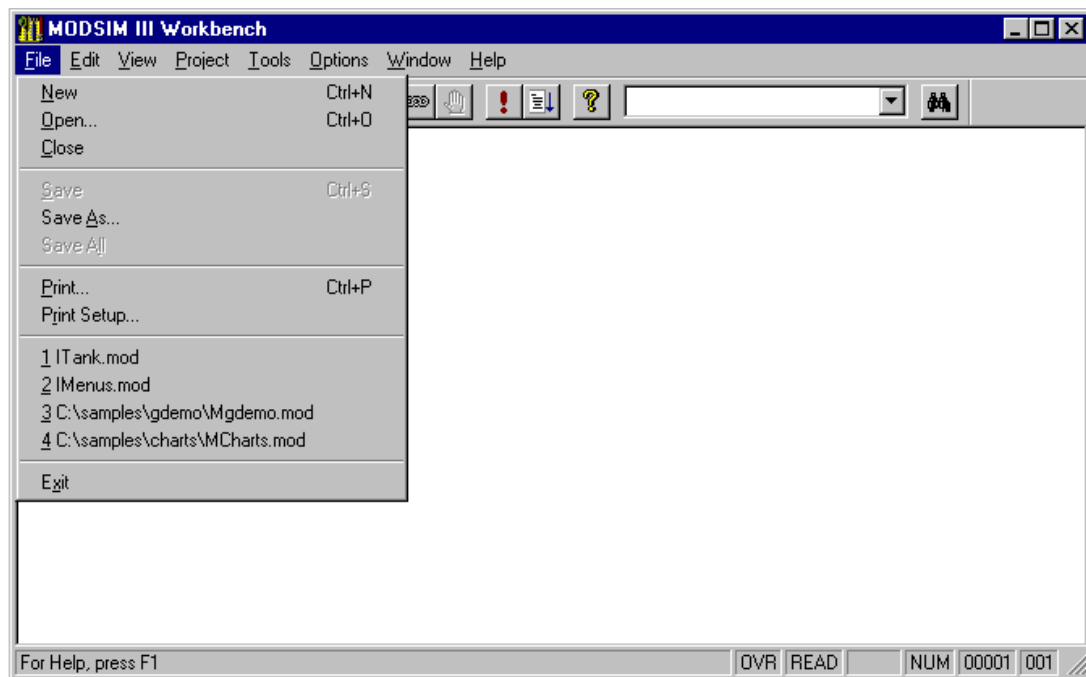 MODSIM III Workbench
File Edit View Project Tools Options Window Help
New Ctrl+N
Open... Ctrl+O
Close
Save Ctrl+S
Save As...
Save All
Print... Ctrl+P
Print Setup...
1 ITank.mod
2 IMenus.mod
3 C:\samples\gdemo\Mgdemo.mod
4 C:\samples\charts\MCharts.mod
Exit
For Help, press F1 OVR READ NUM 00001 001